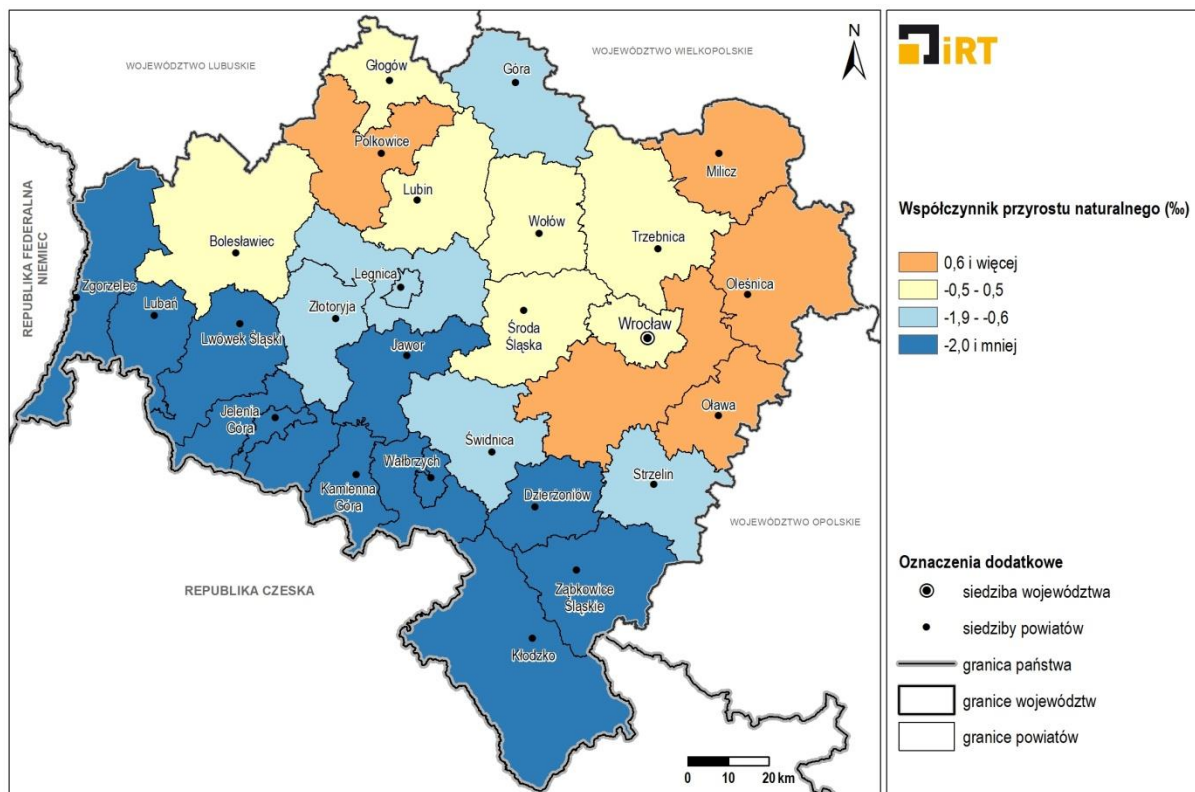 WOJEWÓDZTWO LUBUSKIE
WOJEWÓDZTWO WIELKOPOLSKIE
N
Głogów
Góra
Polkowice
Milicz
Lubin
Wołów
Trzebnica
Bolesławiec
REPUBLIKA FEDERALNA
NIEMIEC
Zgorzelec
Lubań
Legnica
Oleśnica
Złotoryja
Środa
Śląska
Wrocław
Lwówek Śląski
Jawor
Jelenia
Góra
Oława
Świdnica
Wałbrzych
Kamienna
Góra
Dzierżoniów
Strzelin
WOJEWÓDZTWO OPOLSKIE
REPUBLIKA CZESKA
Ząbkowice
Śląskie
Kłodzko
0 10 20 km
iRT
Współczynnik przyrostu naturalnego (‰)
0,6 i więcej
-0,5 - 0,5
-1,9 - -0,6
-2,0 i mniej
Oznaczenia dodatkowe
siedziba województwa
siedziby powiatów
granica państwa
granice województw
granice powiatów